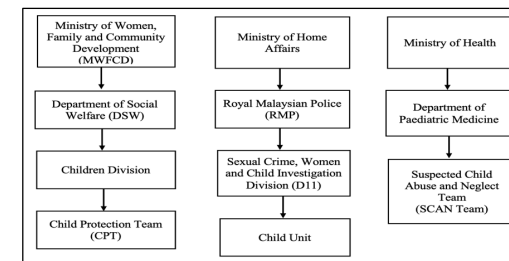 Ministry of Women,
Family and Community
Development
(MWFCD)
Department of Social
Welfare (DSW)
Children Division
Child Protection Team
(CPT)
Ministry of Home
Affairs
Royal Malaysian Police
(RMP)
Sexual Crime, Women
and Child Investigation
Division (D11)
Child Unit
Ministry of Health
Department of
Paediatric Medicine
Suspected Child
Abuse and Neglect
Team
(SCAN Team)